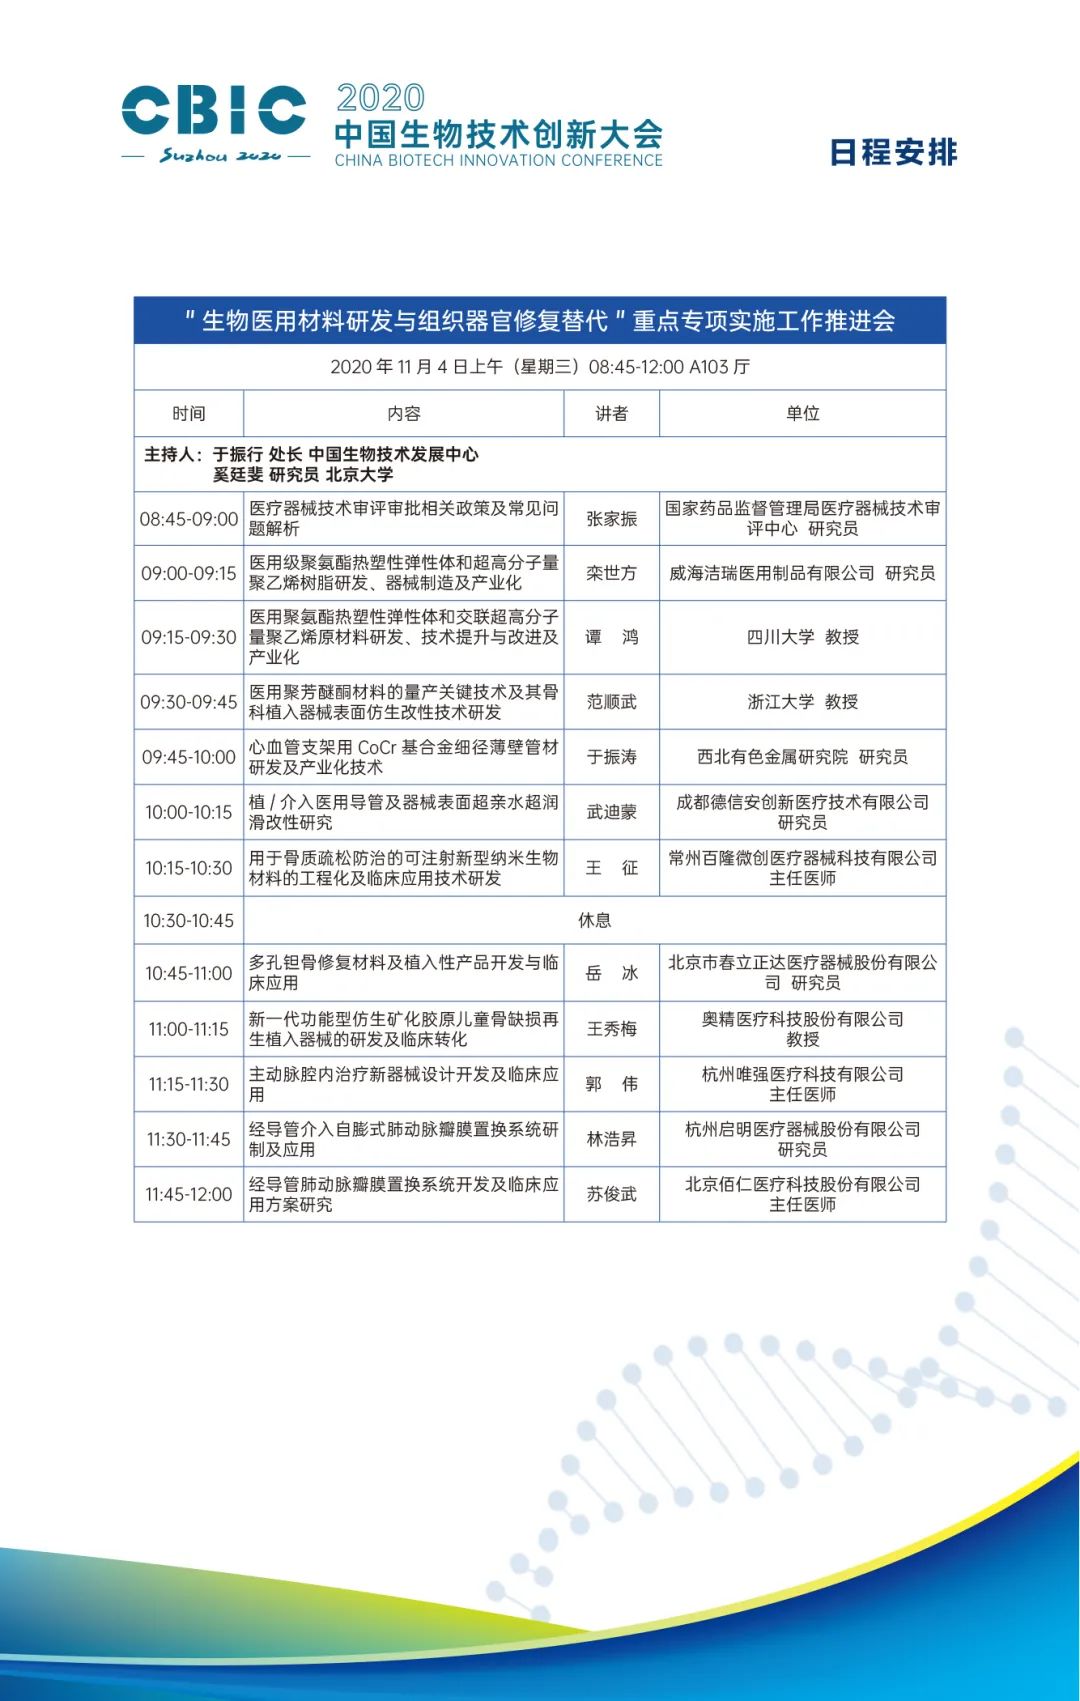 CBIC
Suzhou 2020
2020
中国生物技术创新大会
CHINA BIOTECH INNOVATION CONFERENCE
日程安排
"生物医用材料研发与组织器官修复替代"重点专项实施工作推进会
2020 年 11 月 4 日上午（星期三）08:45-12:00 A103 厅
时间 内容 讲者 单位
主持人：于振行 处长 中国生物技术发展中心
奚廷斐 研究员 北京大学
08:45-09:00
医疗器械技术审评审批相关政策及常见问
题解析
张家振
国家药品监督管理局医疗器械技术审
评中心 研究员
09:00-09:15
医用级聚氨酯热塑性弹性体和超高分子量
聚乙烯树脂研发、器械制造及产业化
栾世方
威海洁瑞医用制品有限公司 研究员
09:15-09:30
医用聚氨酯热塑性弹性体和交联超高分子
量聚乙烯原材料研发、技术提升与改进及
产业化
谭 鸿
四川大学 教授
09:30-09:45
医用聚芳醚酮材料的量产关键技术及其骨
科植入器械表面仿生改性技术研发
范顺武
浙江大学 教授
09:45-10:00
心血管支架用 CoCr 基合金细径薄壁管材
研发及产业化技术
于振涛
西北有色金属研究院 研究员
10:00-10:15
植 / 介入医用导管及器械表面超亲水超润
滑改性研究
武迪蒙
成都德信安创新医疗技术有限公司
研究员
10:15-10:30
用于骨质疏松防治的可注射新型纳米生物
材料的工程化及临床应用技术研发
王 征
常州百隆微创医疗器械科技有限公司
主任医师
10:30-10:45
休息
10:45-11:00
多孔钽骨修复材料及植入性产品开发与临
床应用
岳 冰
北京市春立正达医疗器械股份有限公
司 研究员
11:00-11:15
新一代功能型仿生矿化胶原儿童骨缺损再
生植入器械的研发及临床转化
王秀梅
奥精医疗科技股份有限公司
教授
11:15-11:30
主动脉腔内治疗新器械设计开发及临床应
用
郭 伟
杭州唯强医疗科技有限公司
主任医师
11:30-11:45
经导管介入自膨式肺动脉瓣膜置换系统研
制及应用
林浩昇
杭州启明医疗器械股份有限公司
研究员
11:45-12:00
经导管肺动脉瓣膜置换系统开发及临床应
用方案研究
苏俊武
北京佰仁医疗科技股份有限公司
主任医师